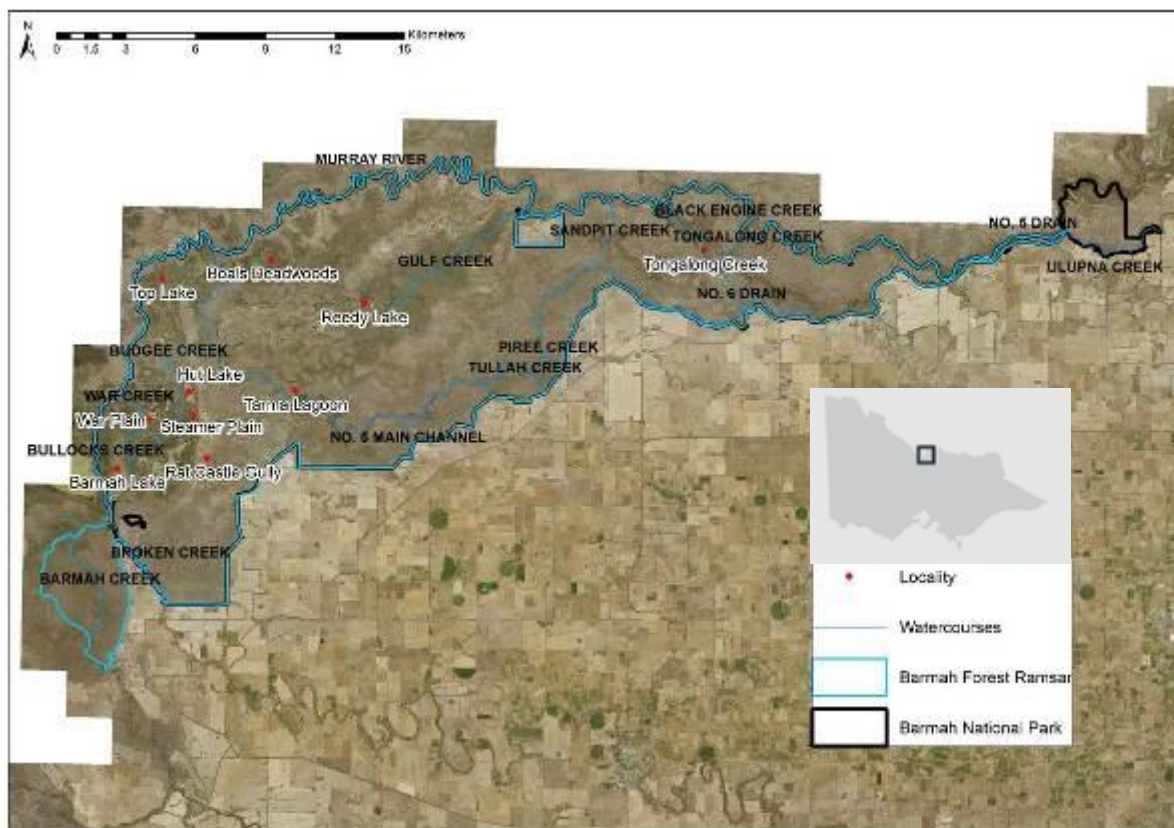 N
Kilometers
0 1.5 3 6 9 12 15
MURRAY RIVER
BLACK ENGINE CREEK
SANDPIT CREEK
TONGALONG CREEK
Tongalong Creek
NO. 6 DRAIN
ULUPNA CREEK
GULF CREEK
Boals Deadwoods
Top Lake
Reedy Lake
NO. 6 DRAIN
PIREE CREEK
TULLAH CREEK
BUDGEE CREEK
Hut Lake
WAR CREEK
Tarma Lagoon
War Plain
Steamer Plain
NO. 6 MAIN CHANNEL
BULLOCKS CREEK
Rat Castle Gully
Barmah Lake
BROKEN CREEK
BARMAH CREEK
Locality
Watercourses
Barmah Forest Ramsar
Barmah National Park